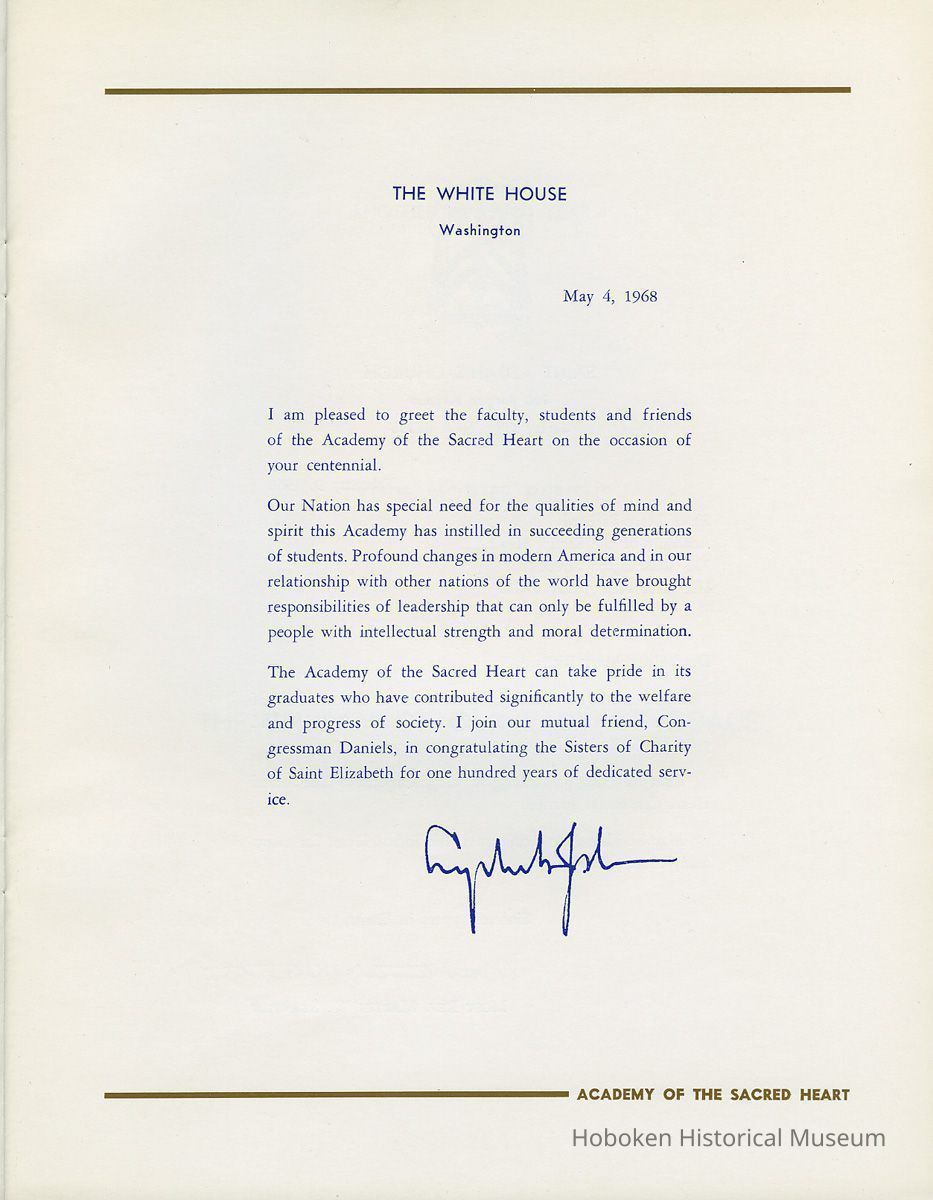 THE WHITE HOUSE
Washington
May 4, 1968
I am pleased to greet the faculty, students and friends
of the Academy of the Sacred Heart on the occasion of
your centennial.
Our Nation has special need for the qualities of mind and
spirit this Academy has instilled in succeeding generations
of students. Profound changes in modern America and in our
relationship with other nations of the world have brought
responsibilities of leadership that can only be fulfilled by a
people with intellectual strength and moral determination.
The Academy of the Sacred Heart can take pride in its
graduates who have contributed significantly to the welfare
and progress of society. I join our mutual friend, Con-
gressman Daniels, in congratulating the Sisters of Charity
of Saint Elizabeth for one hundred years of dedicated serv-
ice.
ACADEMY OF THE SACRED HEART
Hoboken Historical Museum